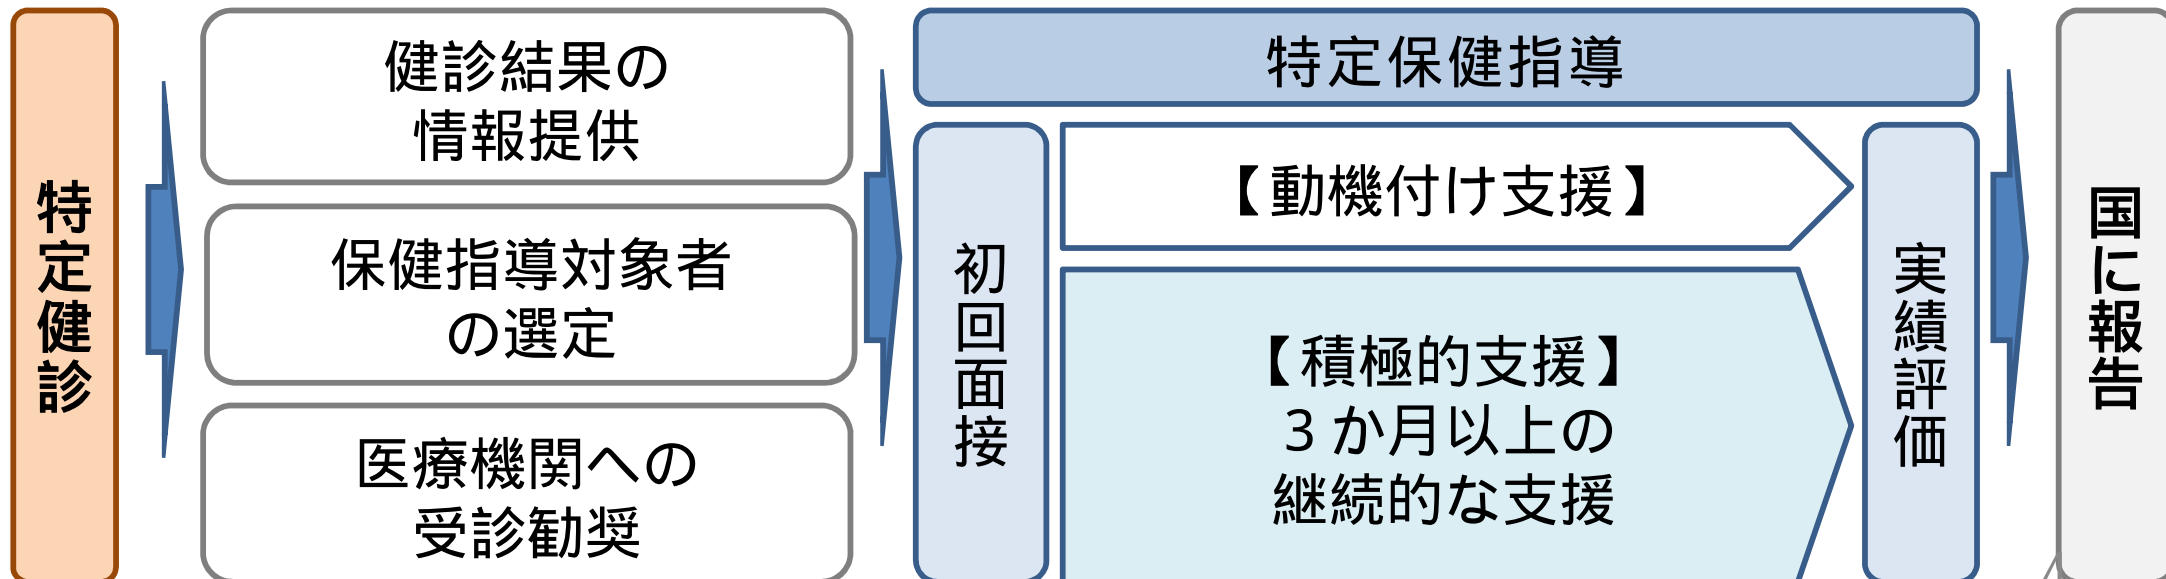 特定健診
健診結果の
情報提供
保健指導対象者
の選定
医療機関への
受診勧奨
特定保健指導
初回面接
【動機付け支援】
【積極的支援】
3か月以上の
継続的な支援
実績評価
国に報告